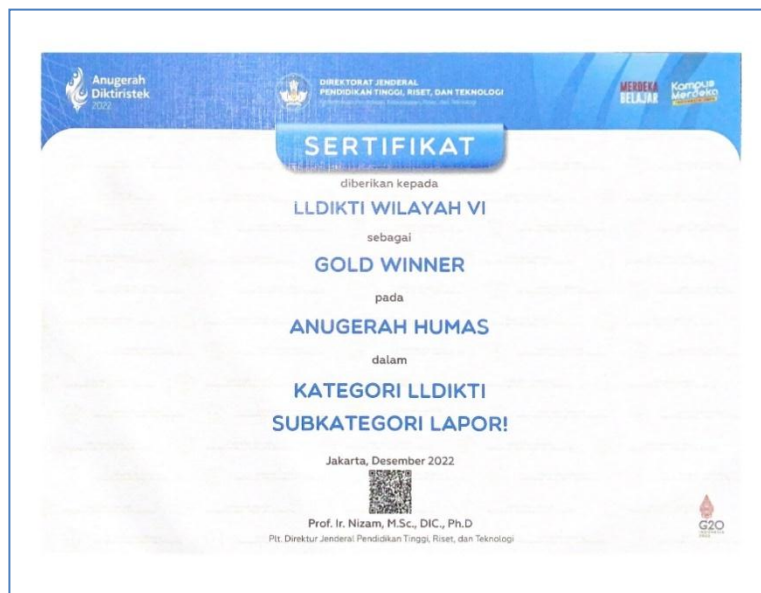 Anugerah
Diktiristek
2022
DIREKTORAT JENDERAL
PENDIDIKAN TINGGI, RISET, DAN TEKNOLOGI
MERDEKA
BELAJAR
Kampus
Merdeka
SERTIFIKAT
diberikan kepada
LLDIKTI WILAYAH VI
sebagai
GOLD WINNER
pada
ANUGERAH HUMAS
dalam
KATEGORI LLDIKTI
SUBKATEGORI LAPOR!
Jakarta, Desember 2022
Prof. Ir. Nizam, M.Sc., DIC., Ph.D
Plt. Direktur Jenderal Pendidikan Tinggi, Riset, dan Teknologi
G20